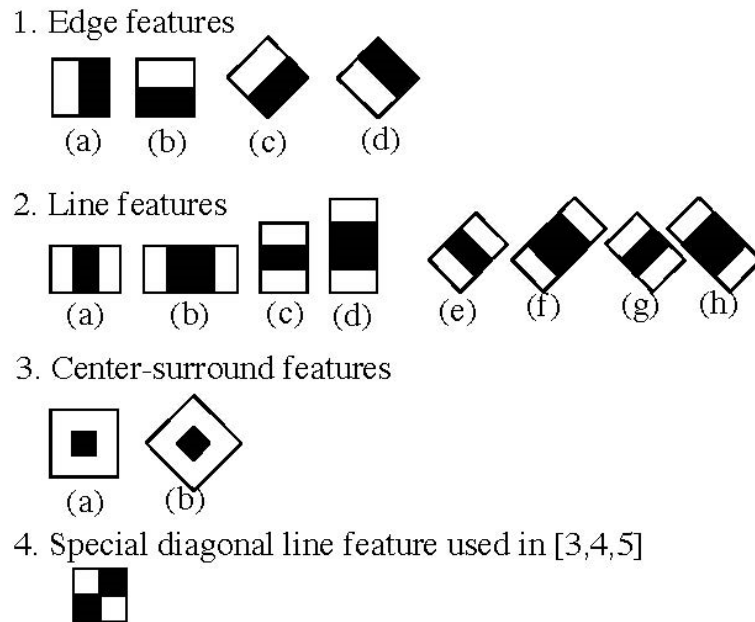 1. Edge features
(a) (b) (c) (d)
2. Line features
(a) (b) (c) (d) (e) (f) (g) (h)
3. Center-surround features
(a) (b)
4. Special diagonal line feature used in [3,4,5]